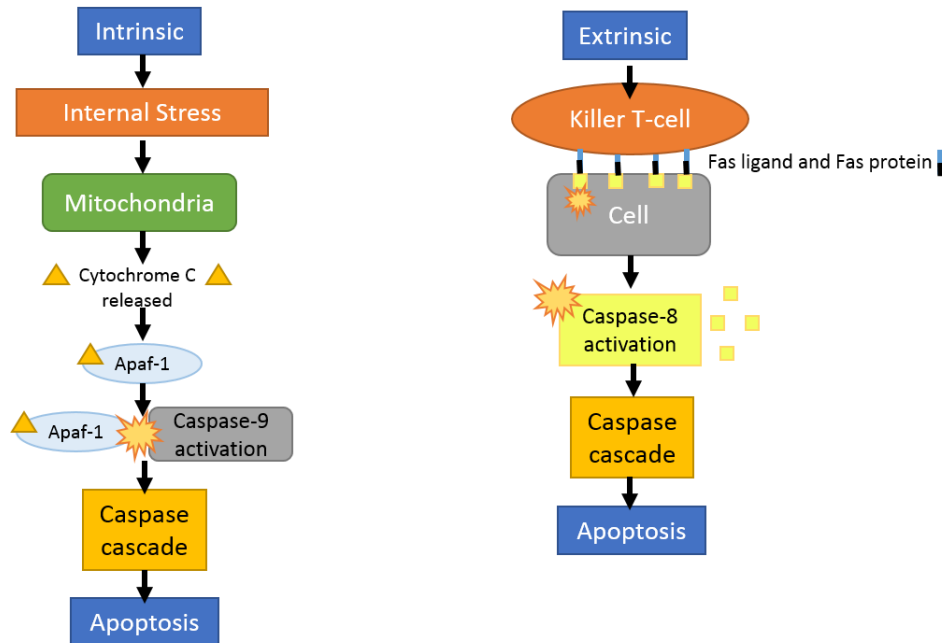 Intrinsic
Internal Stress
Mitochondria
Cytochrome C
released
Apaf-1
Apaf-1
Caspase-9
activation
Caspase
cascade
Apoptosis
Extrinsic
Killer T-cell
Fas ligand and Fas protein
Cell
Caspase-8
activation
Caspase
cascade
Apoptosis